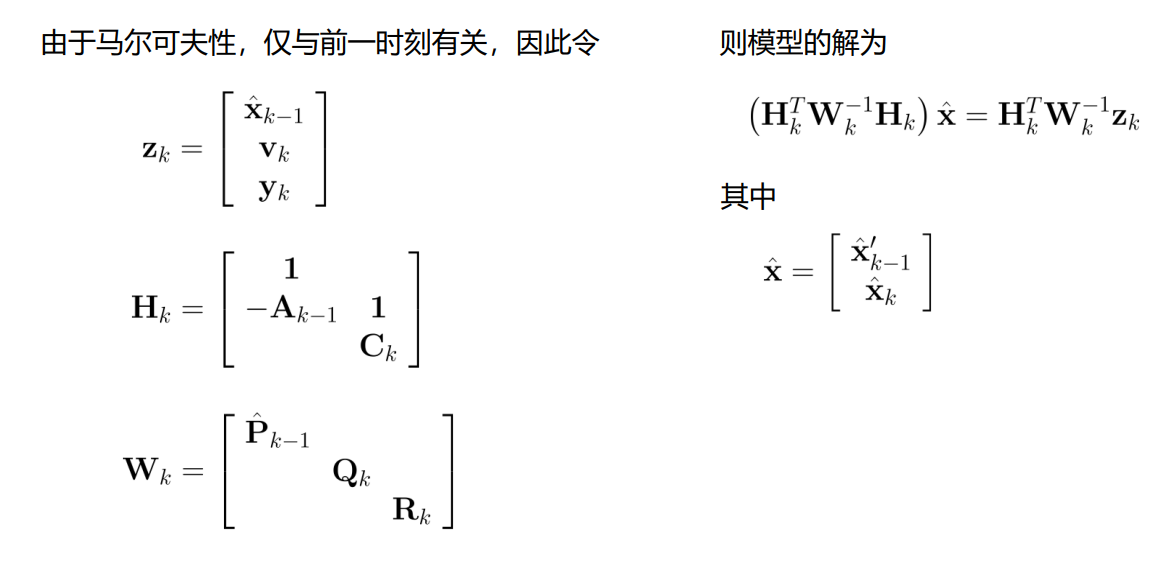 由于马尔可夫性，仅与前一时刻有关，因此令
$\mathbf{z}_k = \begin{bmatrix} \hat{\mathbf{x}}_{k-1} \\ \mathbf{v}_k \\ \mathbf{y}_k \end{bmatrix}$
$\mathbf{H}_k = \begin{bmatrix} \mathbf{1} & \\ -\mathbf{A}_{k-1} & \mathbf{1} \\ & \mathbf{C}_k \end{bmatrix}$
$\mathbf{W}_k = \begin{bmatrix} \hat{\mathbf{P}}_{k-1} & & \\ & \mathbf{Q}_k & \\ & & \mathbf{R}_k \end{bmatrix}$
则模型的解为
$\left(\mathbf{H}_k^T \mathbf{W}_k^{-1} \mathbf{H}_k\right) \hat{\mathbf{x}} = \mathbf{H}_k^T \mathbf{W}_k^{-1} \mathbf{z}_k$
其中
$\hat{\mathbf{x}} = \begin{bmatrix} \hat{\mathbf{x}}'_{k-1} \\ \hat{\mathbf{x}}_k \end{bmatrix}$